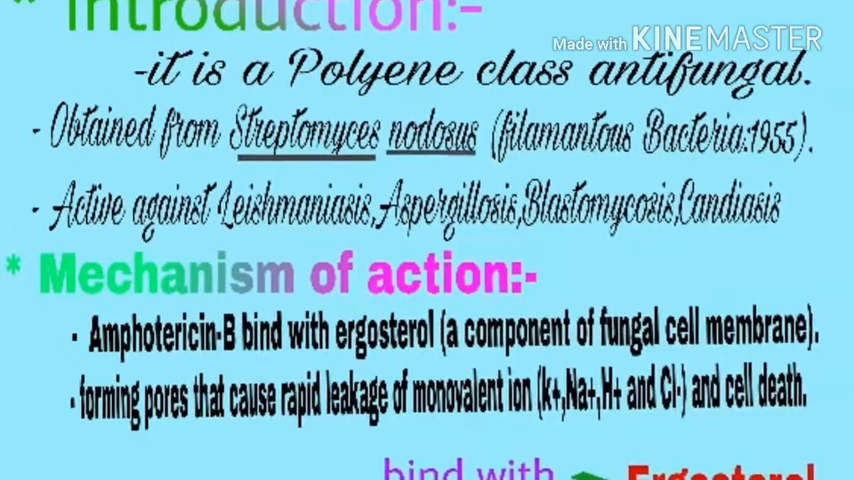 * Introduction:-
Made with KINEMASTER
-it is a Polyene class antifungal.
- Obtained from Streptomyces nodosus (filamantous Bacteria:1955).
- Active against Leishmaniasis,Aspergillosis,Blastomycosis,Candiasis
* Mechanism of action:-
· Amphotericin-B bind with ergosterol (a component of fungal cell membrane).
· forming pores that cause rapid leakage of monovalent ion (k+,Na+,H+ and Cl-) and cell death.
bind with Ergosterol